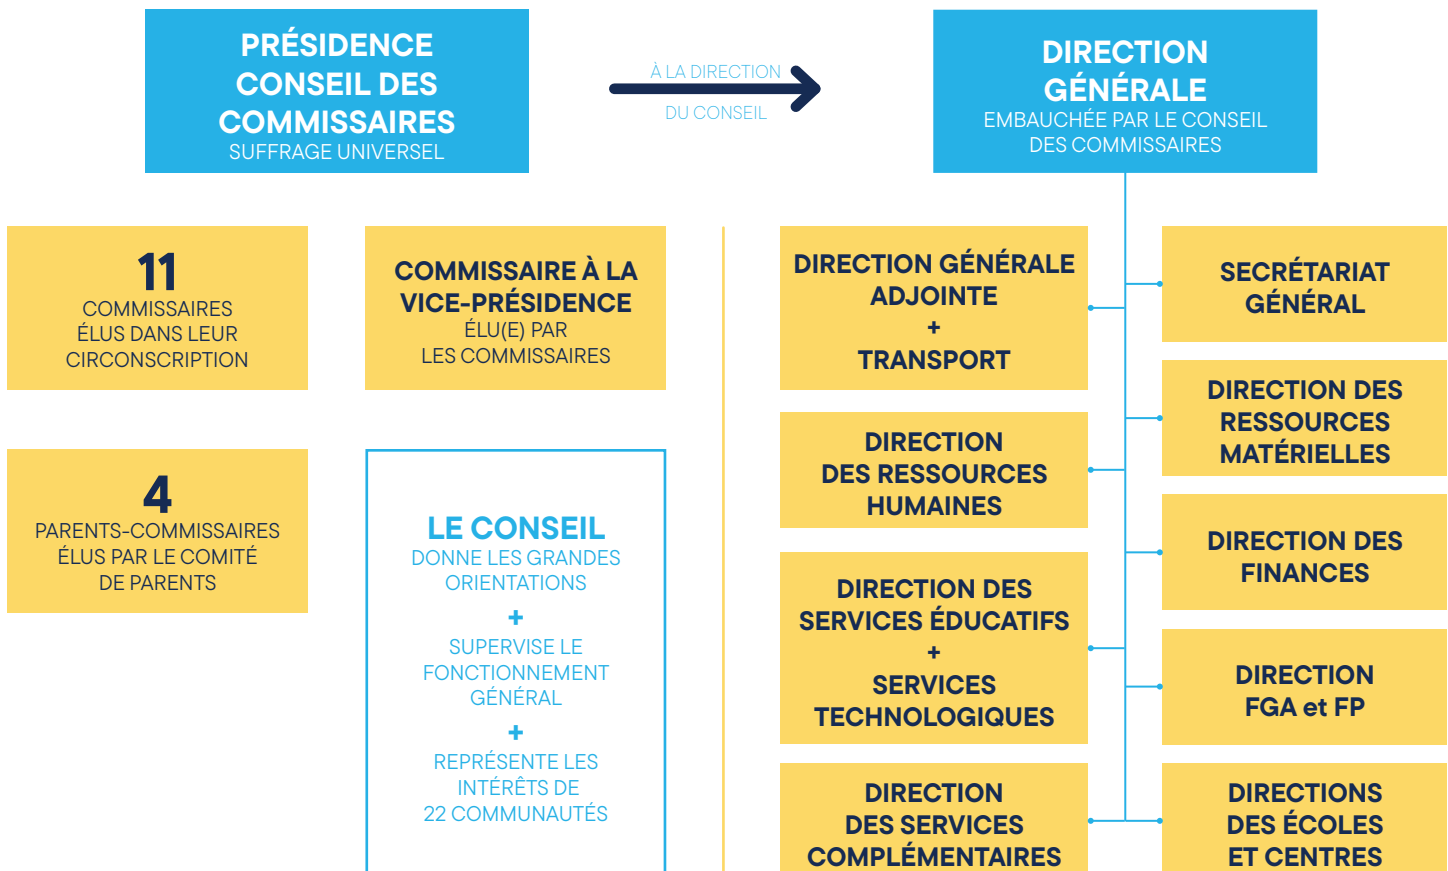 PRÉSIDENCE
CONSEIL DES
COMMISSAIRES
SUFFRAGE UNIVERSEL
À LA DIRECTION
DU CONSEIL
DIRECTION
GÉNÉRALE
EMBAUCHÉE PAR LE CONSEIL
DES COMMISSAIRES
11
COMMISSAIRES
ÉLUS DANS LEUR
CIRCONSCRIPTION
COMMISSAIRE À LA
VICE-PRÉSIDENCE
ÉLU(E) PAR
LES COMMISSAIRES
4
PARENTS-COMMISSAIRES
ÉLUS PAR LE COMITÉ
DE PARENTS
LE CONSEIL
DONNE LES GRANDES
ORIENTATIONS
+
SUPERVISE LE
FONCTIONNEMENT
GÉNÉRAL
+
REPRÉSENTE LES
INTÉRÊTS DE
22 COMMUNAUTÉS
DIRECTION GÉNÉRALE
ADJOINTE
+
TRANSPORT
DIRECTION
DES RESSOURCES
HUMAINES
DIRECTION DES
SERVICES ÉDUCATIFS
+
SERVICES
TECHNOLOGIQUES
DIRECTION
DES SERVICES
COMPLÉMENTAIRES
SECRÉTARIAT
GÉNÉRAL
DIRECTION DES
RESSOURCES
MATÉRIELLES
DIRECTION DES
FINANCES
DIRECTION
FGA et FP
DIRECTIONS
DES ÉCOLES
ET CENTRES